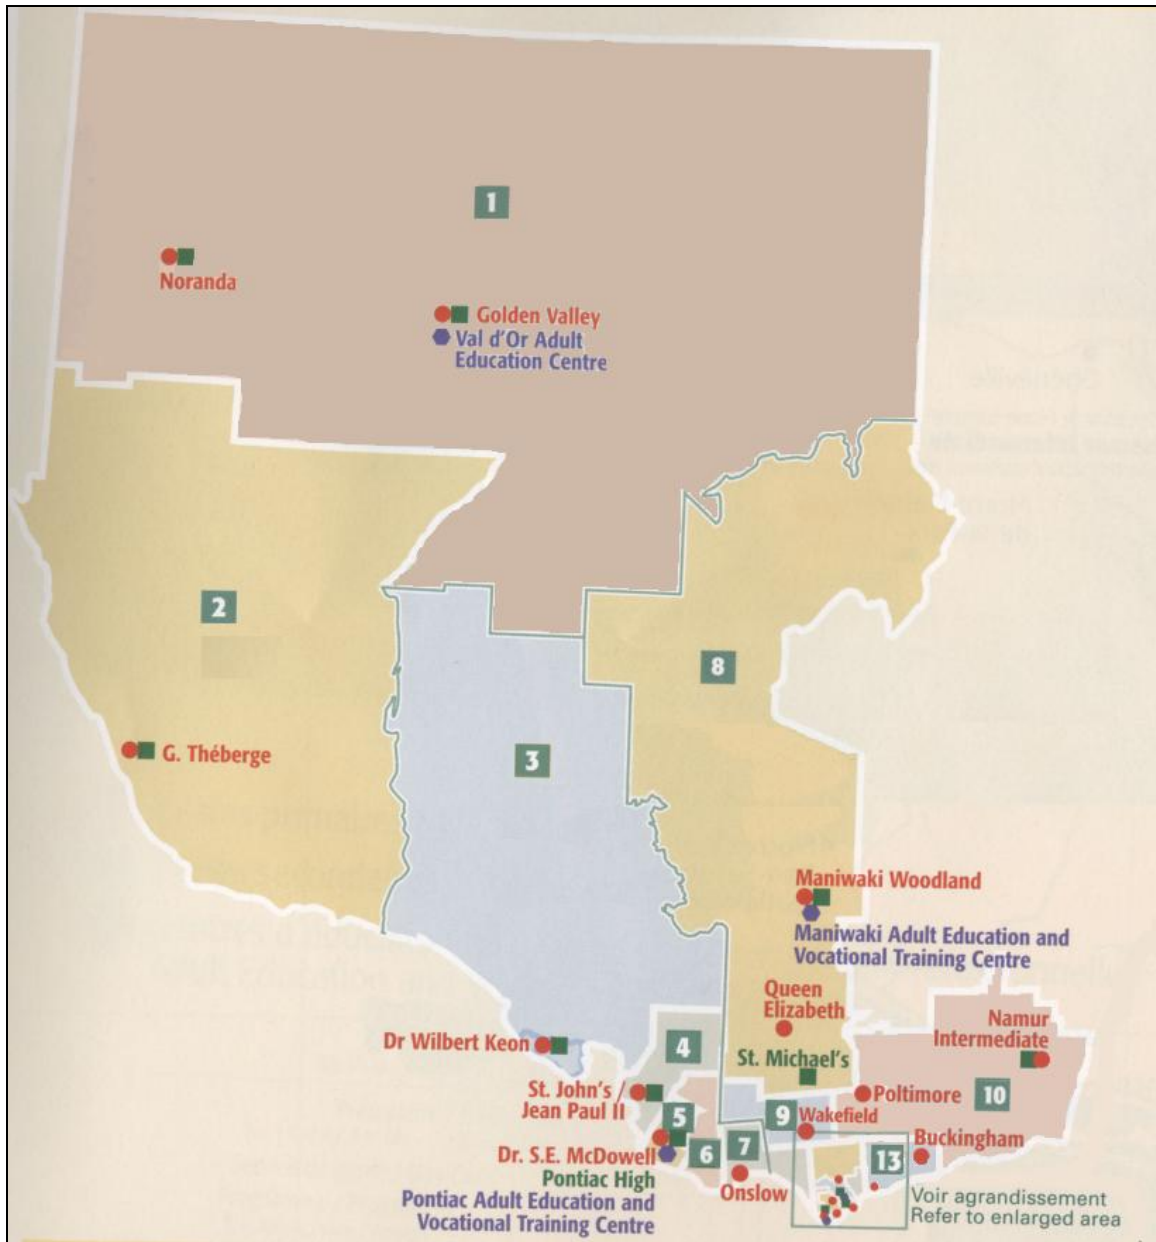 1
Noranda
Golden Valley
Val d'Or Adult
Education Centre
2
8
3
G. Théberge
Maniwaki Woodland
Maniwaki Adult Education and
Vocational Training Centre
Queen
Elizabeth
Namur
Intermediate
Dr Wilbert Keon
4
St. Michael's
St. John's /
Jean Paul II
Poltimore
10
5
9
Wakefield
Buckingham
Dr. S.E. McDowell
6
7
13
Pontiac High
Onslow
Pontiac Adult Education and
Vocational Training Centre
Voir agrandissement
Refer to enlarged area